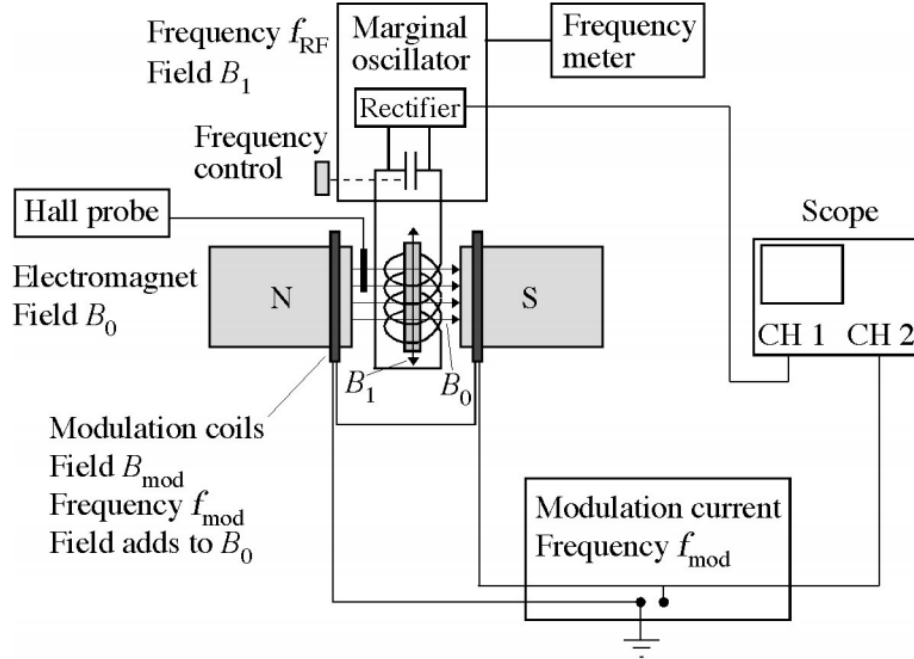 Frequency f_RF
Field B_1
Marginal
oscillator
Rectifier
Frequency
meter
Frequency
control
Hall probe
Scope
Electromagnet
Field B_0
N
S
CH 1 CH 2
B_1
B_0
Modulation coils
Field B_mod
Frequency f_mod
Field adds to B_0
Modulation current
Frequency f_mod